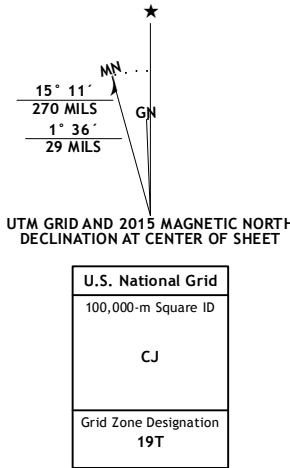 MN
15° 11´
270 MILS
GN
1° 36´
29 MILS
UTM GRID AND 2015 MAGNETIC NORTH
DECLINATION AT CENTER OF SHEET
U.S. National Grid
100,000-m Square ID
CJ
Grid Zone Designation
19T